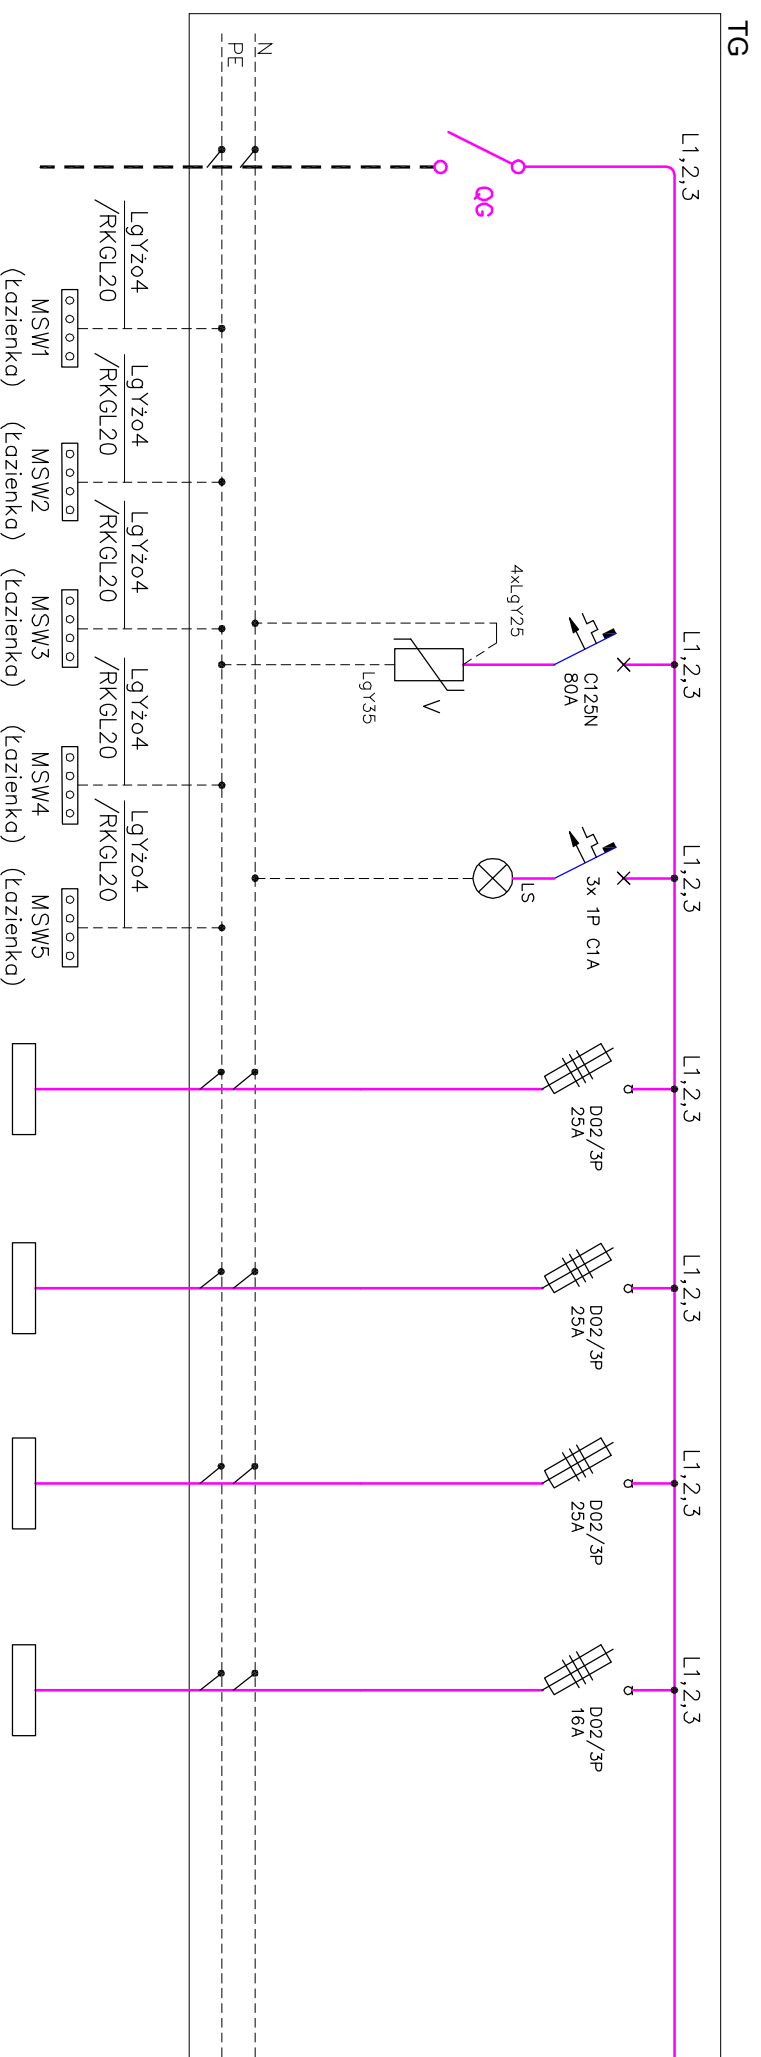 TG
L1,2,3
QG
N
PE
L1,2,3
C125N
80A
4xLgY25
V
LgY35
L1,2,3
3x 1P C1A
LS
L1,2,3
D02/3P
25A
L1,2,3
D02/3P
25A
L1,2,3
D02/3P
25A
L1,2,3
D02/3P
16A
LgYżo4
/RKGL20
MSW1
(Łazienka)
LgYżo4
/RKGL20
MSW2
(Łazienka)
LgYżo4
/RKGL20
MSW3
(Łazienka)
LgYżo4
/RKGL20
MSW4
(Łazienka)
LgYżo4
/RKGL20
MSW5
(Łazienka)